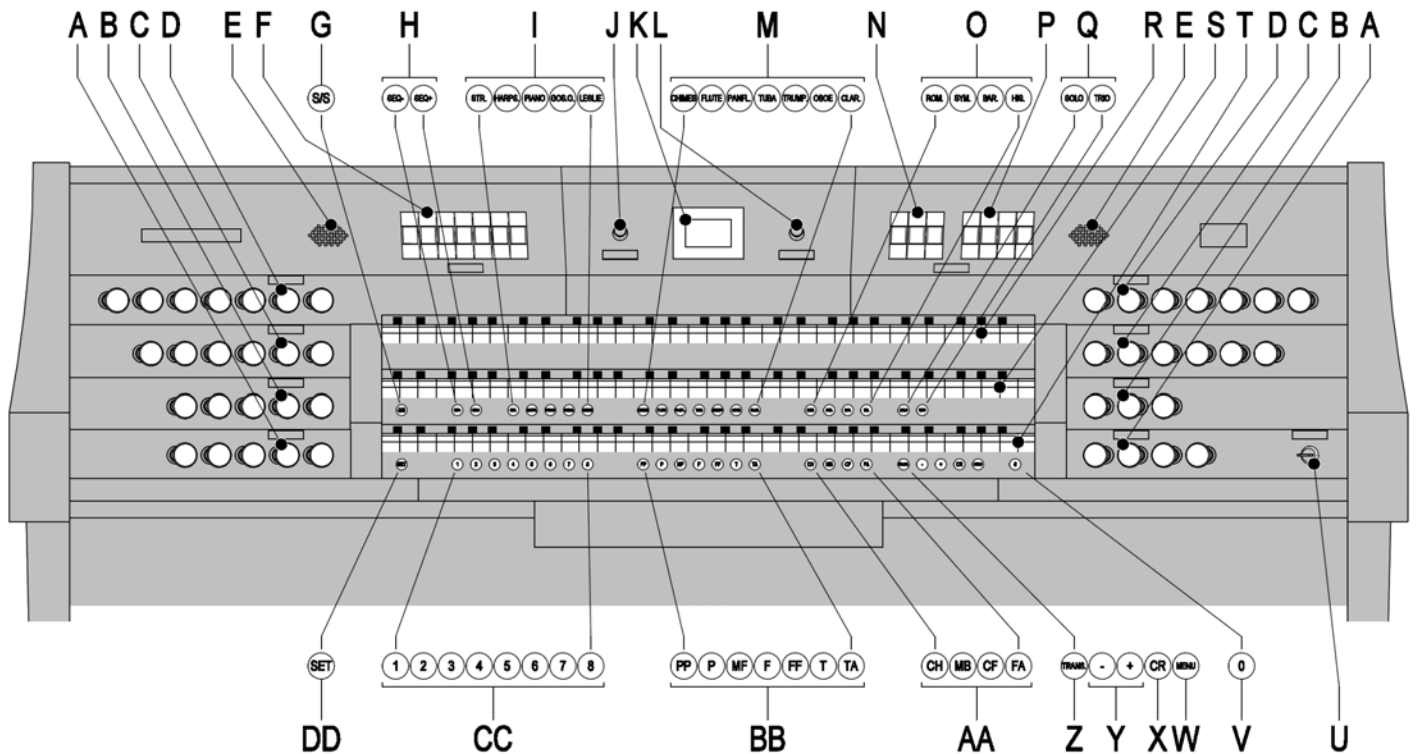 A B C D E F G H I J K L M N O P Q R E S T D C B A
S/S SEQ- SEQ+ STR. HARPS. PIANO GOS.O. LESLIE CHIMES FLUTE PANFL. TUBA TRUMP. OBOE CLAR. ROM. SYM. BAR. HIS. SOLO TRIO
SET 1 2 3 4 5 6 7 8 PP P MF F FF T TA CH MB CF FA TRANS. - + CR MENU 0
DD CC BB AA Z Y X W V U